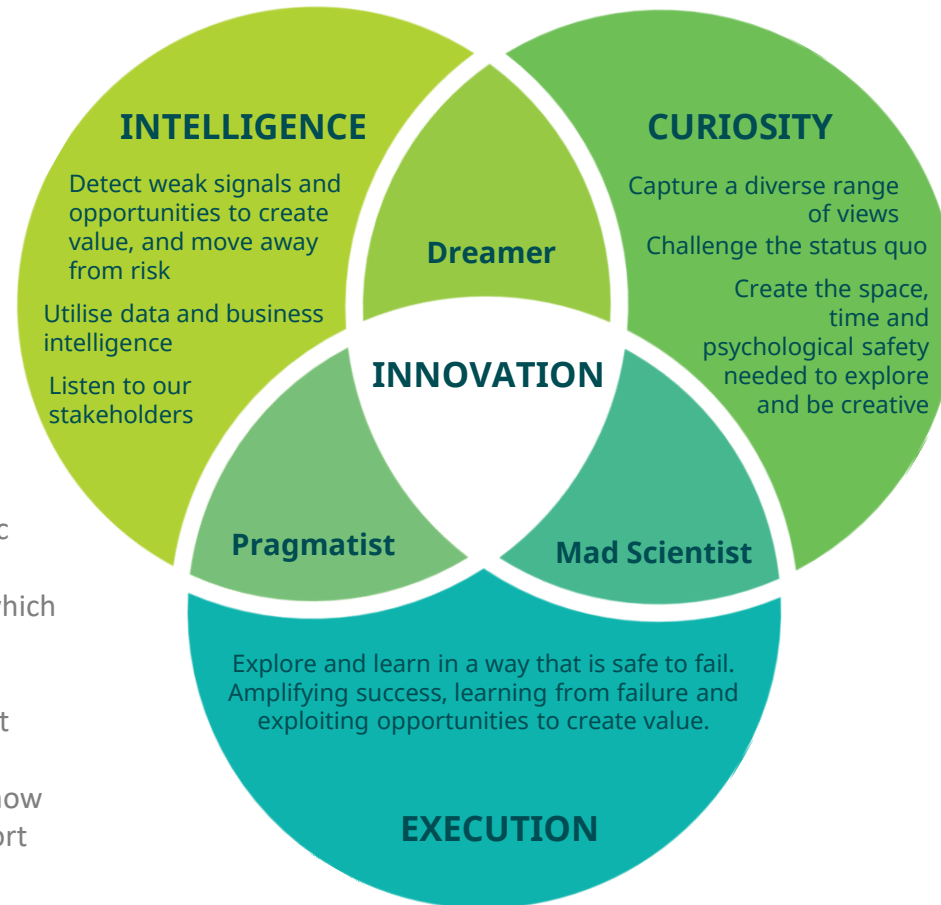 INTELLIGENCE
Detect weak signals and
opportunities to create
value, and move away
from risk
Utilise data and business
intelligence
Listen to our
stakeholders
CURIOSITY
Capture a diverse range
of views
Challenge the status quo
Create the space,
time and
psychological safety
needed to explore
and be creative
Dreamer
INNOVATION
Pragmatist
Mad Scientist
Explore and learn in a way that is safe to fail.
Amplifying success, learning from failure and
exploiting opportunities to create value.
EXECUTION